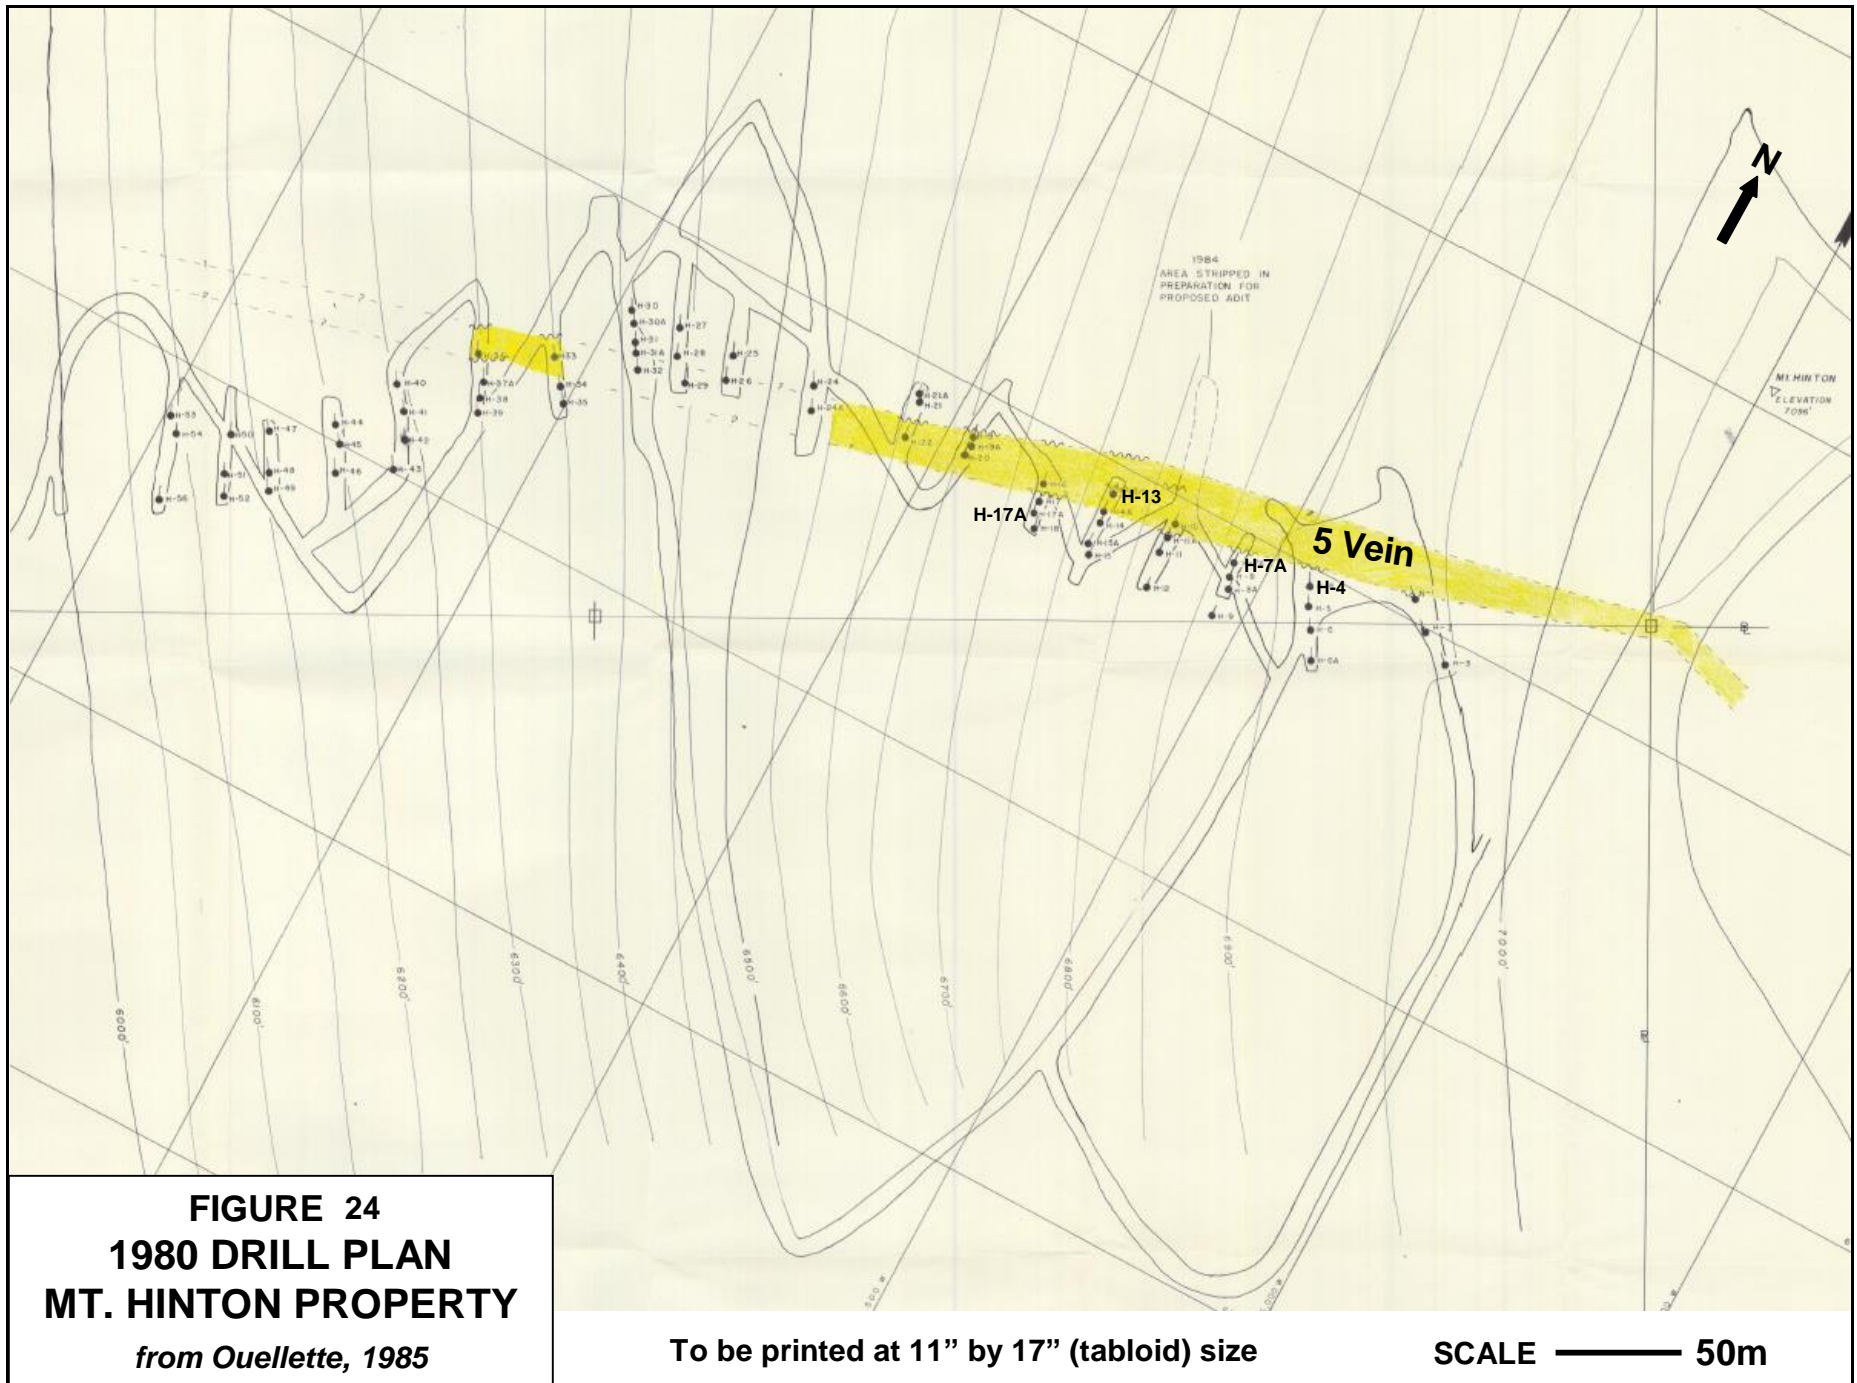 N
1984
AREA STRIPPED IN
PREPARATION FOR
PROPOSED ADIT
MT. HINTON
ELEVATION
7096'
H-30
H-30A
H-31
H-31A
H-32
H-27
H-28
H-29
H-25
H-26
H-24
H-24A
H-33
H-34
H-35
H-37A
H-38
H-39
H-40
H-41
H-42
H-43
H-44
H-45
H-46
H-47
H-48
H-49
H-50
H-51
H-52
H-53
H-54
H-56
H-21A
H-21
H-22
H-20
H-17A
H-17A
H-18
H-13
H-14
H-15A
H-15
H-11A
H-11
H-12
5 Vein
H-7A
H-9
H-4
H-5
H-6
H-6A
H-1
H-2
H-3
6000'
6100'
6200'
6300'
6400'
6500'
6600'
6700'
6800'
6900'
7000'
FIGURE 24
1980 DRILL PLAN
MT. HINTON PROPERTY
from Ouellette, 1985
To be printed at 11” by 17” (tabloid) size
SCALE 50m